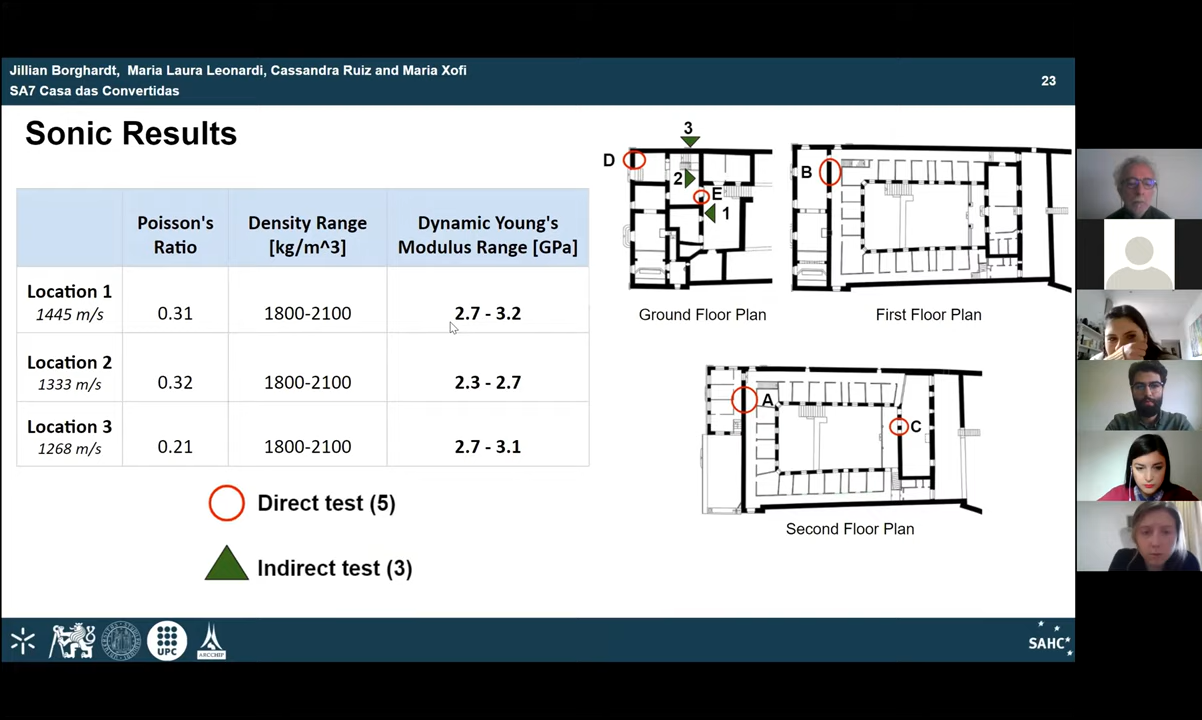 Jillian Borghardt, Maria Laura Leonardi, Cassandra Ruiz and Maria Xofi
SA7 Casa das Convertidas
23
Sonic Results
Poisson's Ratio
Density Range [kg/m^3]
Dynamic Young's Modulus Range [GPa]
Location 1
1445 m/s
0.31
1800-2100
2.7 - 3.2
Location 2
1333 m/s
0.32
1800-2100
2.3 - 2.7
Location 3
1268 m/s
0.21
1800-2100
2.7 - 3.1
Direct test (5)
Indirect test (3)
3
D
2
E
1
Ground Floor Plan
B
First Floor Plan
A
C
Second Floor Plan
UPC
ARCCHIP
SAHC